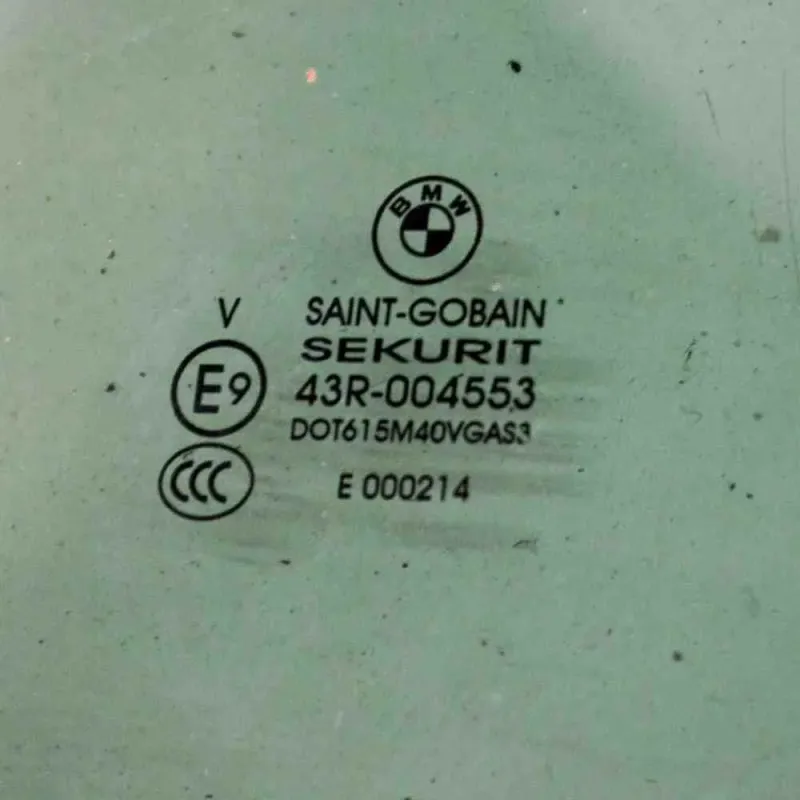 BMW
V SAINT-GOBAIN
SEKURIT
E9 43R-004553
DOT615M40VGAS3
CCC E 000214